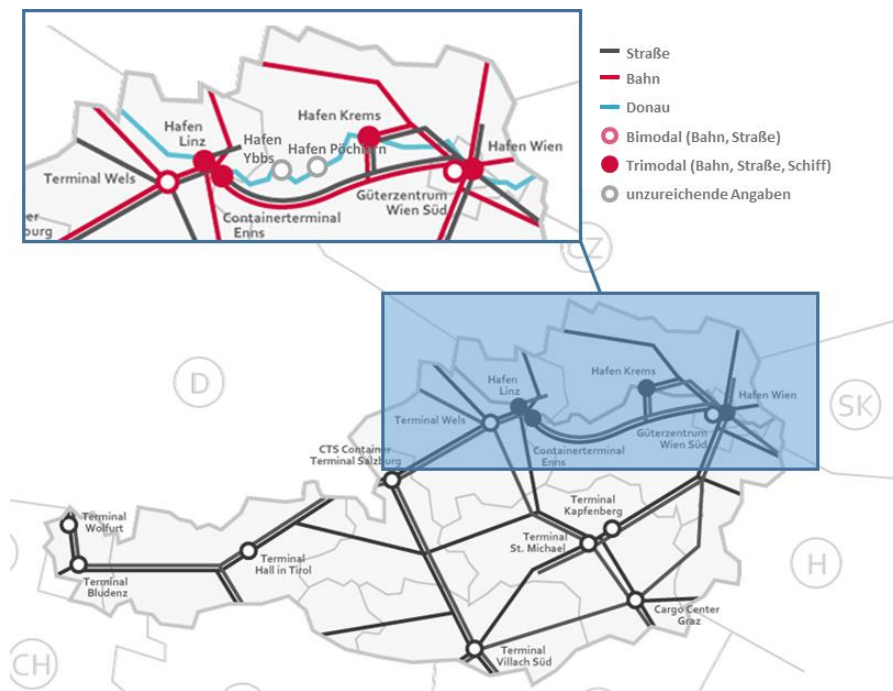 Straße
Bahn
Donau
Bimodal (Bahn, Straße)
Trimodal (Bahn, Straße, Schiff)
unzureichende Angaben
Hafen Krems
Hafen
Linz
Hafen
Ybbs
Hafen Pöchlarn
Hafen Wien
Terminal Wels
Güterzentrum
Wien Süd
Containerterminal
Enns
er
burg
CZ
D
SK
Hafen Krems
Hafen
Linz
Hafen Wien
Terminal Wels
Güterzentrum
Wien Süd
Containerterminal
Enns
CTS Container
Terminal Salzburg
Terminal
Kapfenberg
Terminal
Wolfurt
Terminal
St. Michael
Terminal
Hall in Tirol
Terminal
Bludenz
H
Cargo Center
Graz
Terminal
Villach Süd
CH